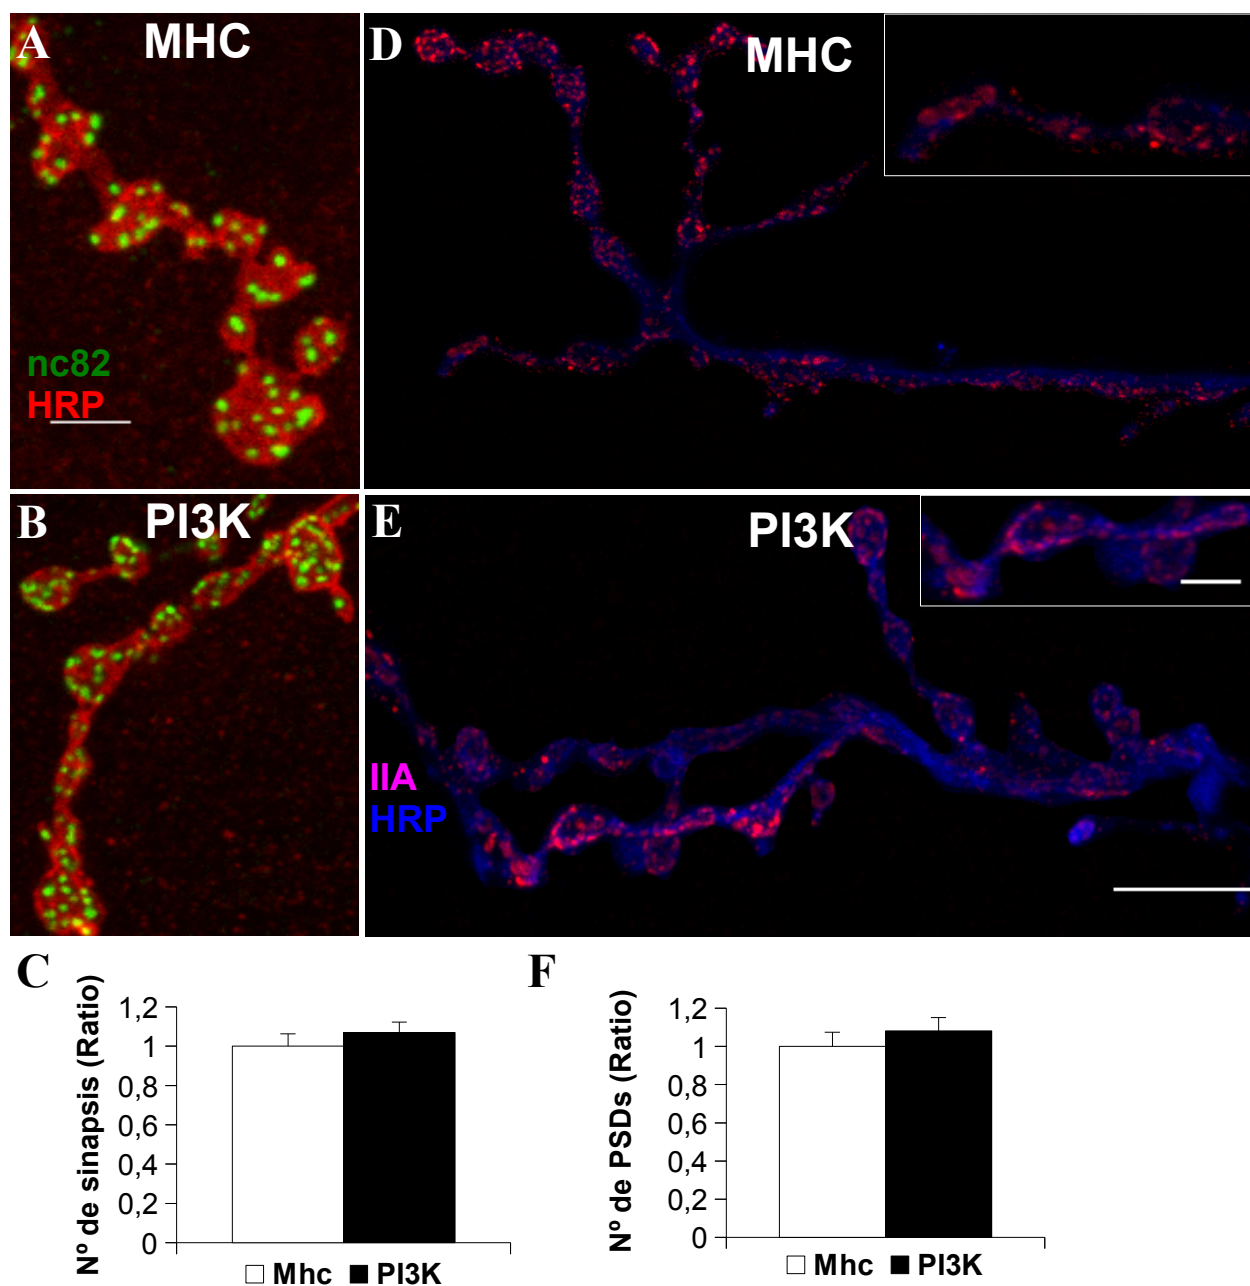 A
MHC
nc82
HRP
D
MHC
B
PI3K
E
PI3K
IIA
HRP
C
Nº de sinapsis (Ratio)
1,2
1
0,8
0,6
0,4
0,2
0
Mhc PI3K
F
Nº de PSDs (Ratio)
1,2
1
0,8
0,6
0,4
0,2
0
Mhc PI3K